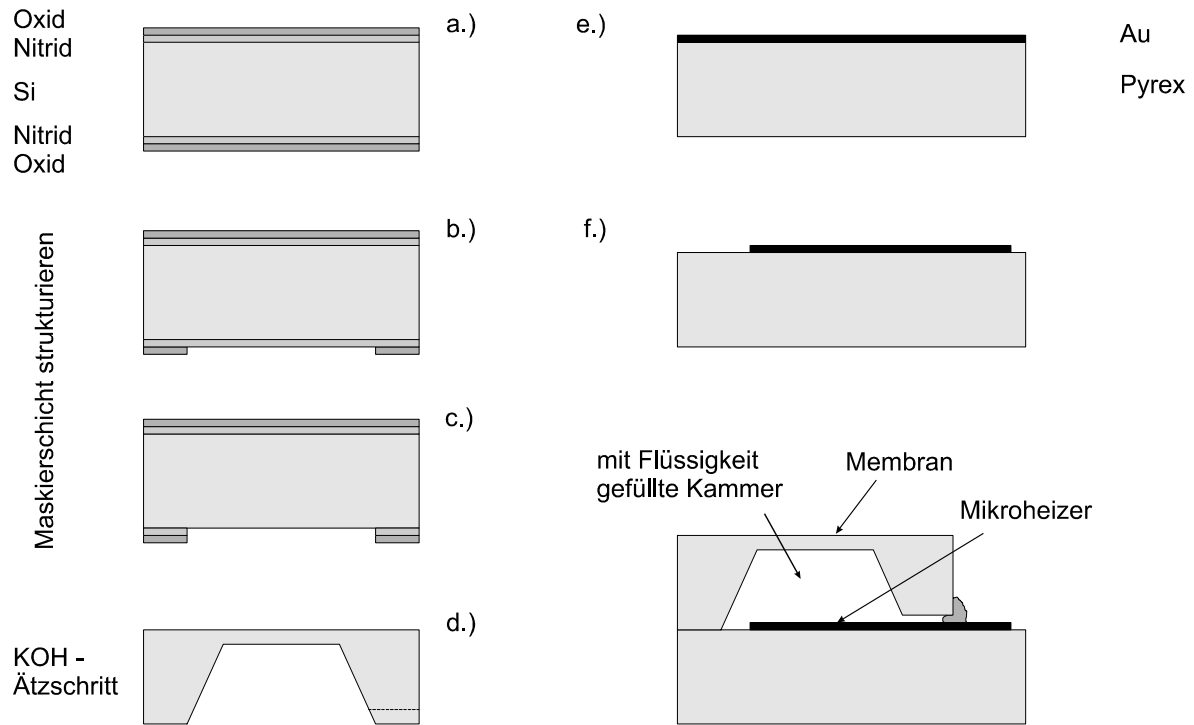 Oxid
Nitrid
Si
Nitrid
Oxid
a.)
Maskierschicht strukturieren
b.)
c.)
KOH -
Ätzschritt
d.)
e.)
Au
Pyrex
f.)
mit Flüssigkeit
gefüllte Kammer
Membran
Mikroheizer